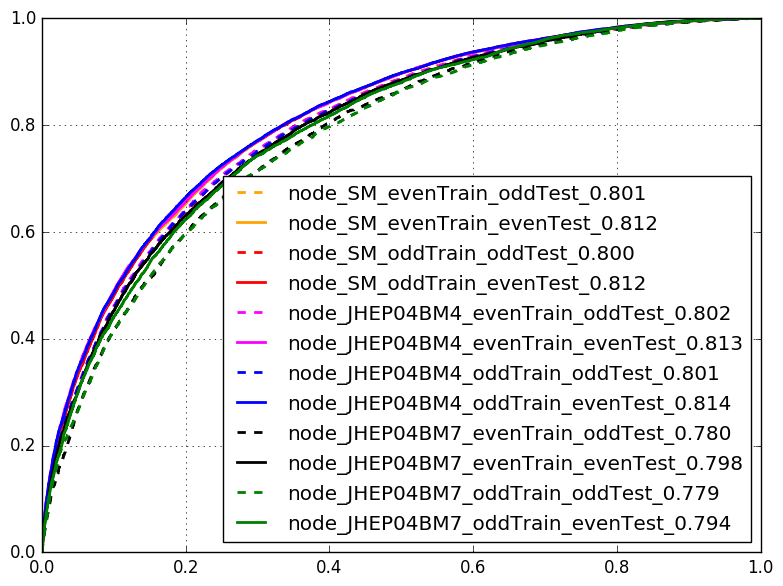 1.0
0.8
0.6
0.4
0.2
0.0
node_SM_evenTrain_oddTest_0.801
node_SM_evenTrain_evenTest_0.812
node_SM_oddTrain_oddTest_0.800
node_SM_oddTrain_evenTest_0.812
node_JHEP04BM4_evenTrain_oddTest_0.802
node_JHEP04BM4_evenTrain_evenTest_0.813
node_JHEP04BM4_oddTrain_oddTest_0.801
node_JHEP04BM4_oddTrain_evenTest_0.814
node_JHEP04BM7_evenTrain_oddTest_0.780
node_JHEP04BM7_evenTrain_evenTest_0.798
node_JHEP04BM7_oddTrain_oddTest_0.779
node_JHEP04BM7_oddTrain_evenTest_0.794
0.0 0.2 0.4 0.6 0.8 1.0